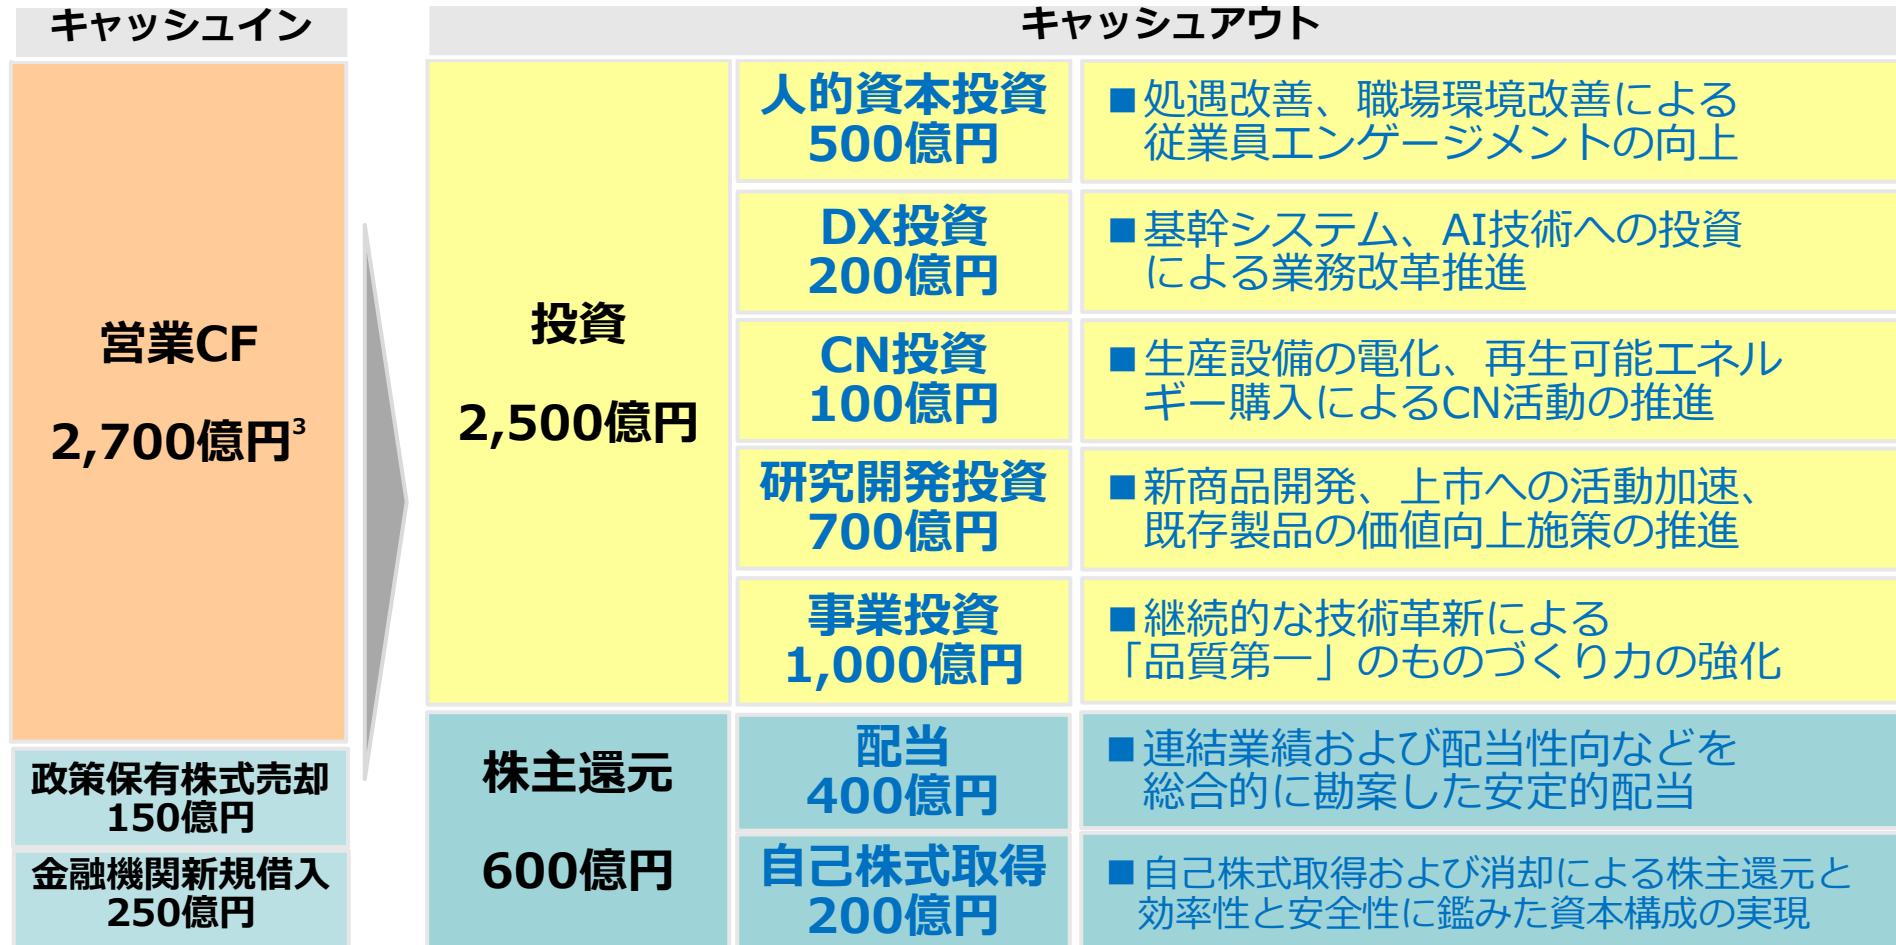 キャッシュイン
キャッシュアウト
営業CF
2,700億円3
政策保有株式売却
150億円
金融機関新規借入
250億円
投資
2,500億円
人的資本投資
500億円
■処遇改善、職場環境改善による
従業員エンゲージメントの向上
DX投資
200億円
■基幹システム、AI技術への投資
による業務改革推進
CN投資
100億円
■生産設備の電化、再生可能エネル
ギー購入によるCN活動の推進
研究開発投資
700億円
■新商品開発、上市への活動加速、
既存製品の価値向上施策の推進
事業投資
1,000億円
■継続的な技術革新による
「品質第一」のものづくり力の強化
株主還元
600億円
配当
400億円
■連結業績および配当性向などを
総合的に勘案した安定的配当
自己株式取得
200億円
■自己株式取得および消却による株主還元と
効率性と安全性に鑑みた資本構成の実現